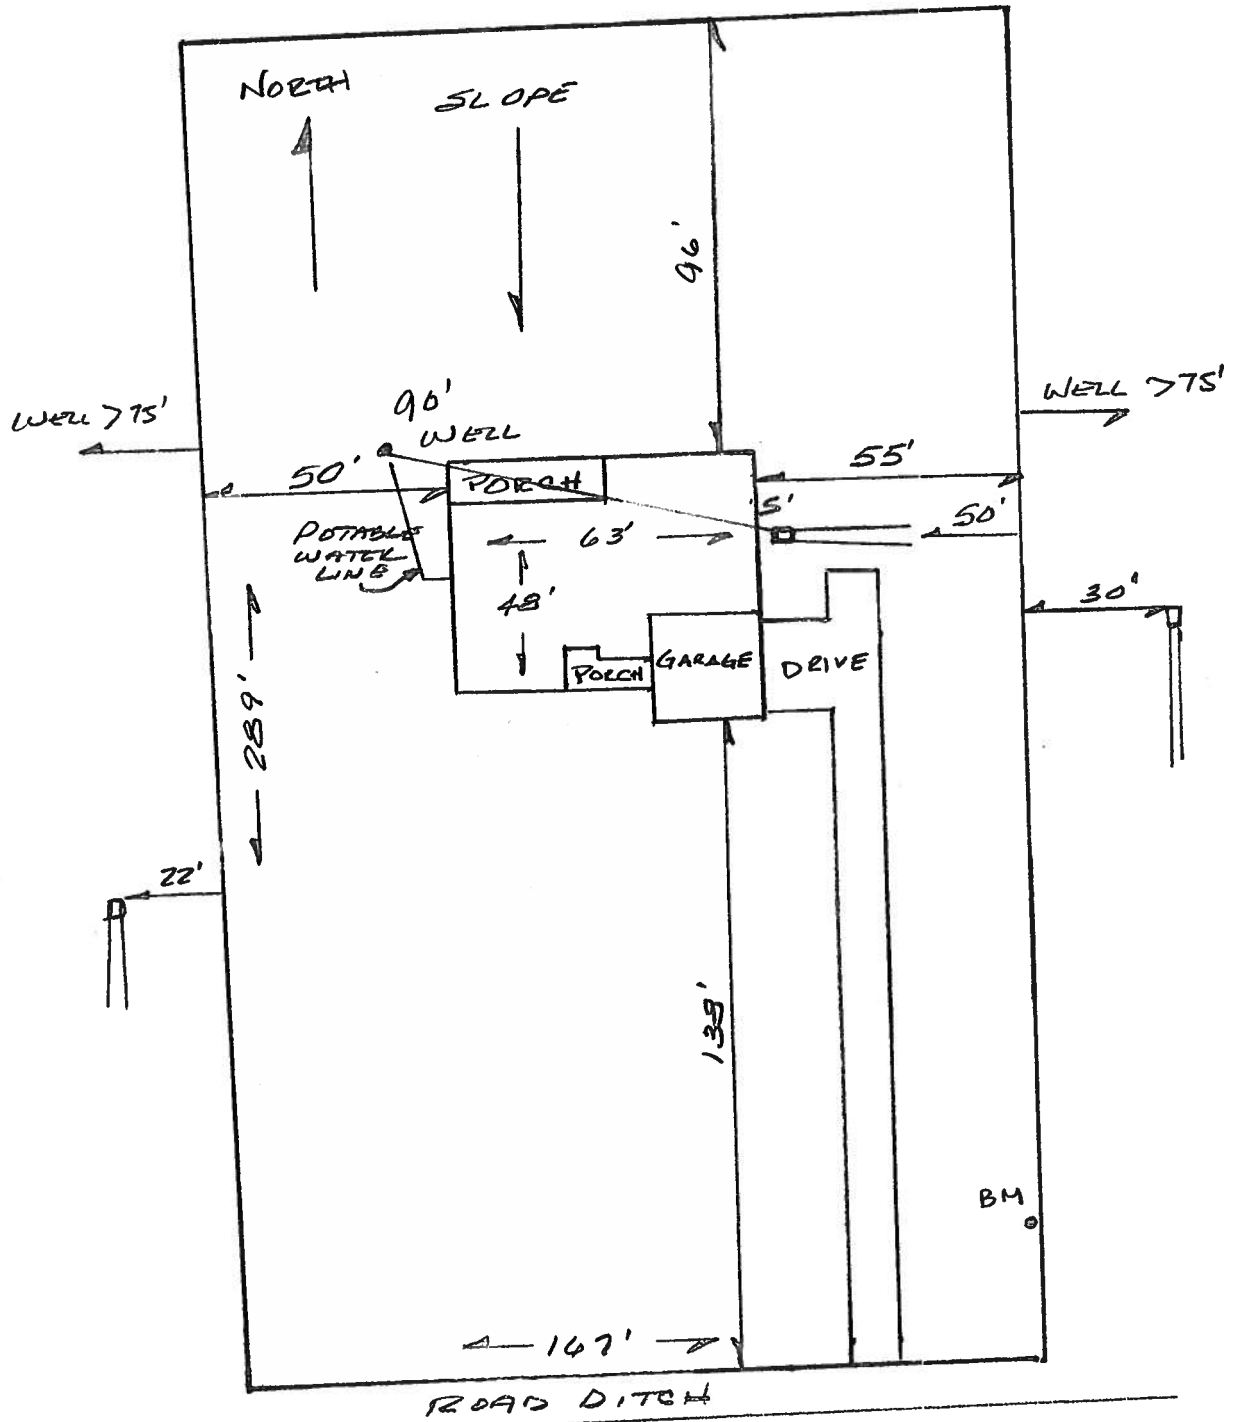 NORTH
SLOPE
96'
WELL >75'
WELL >75'
90'
WELL
50'
PORCH
55'
5'
50'
63'
POTABLE
WATER
LINE
48'
30'
GARAGE
DRIVE
PORCH
289'
22'
138'
BM
167'
ROAD DITCH